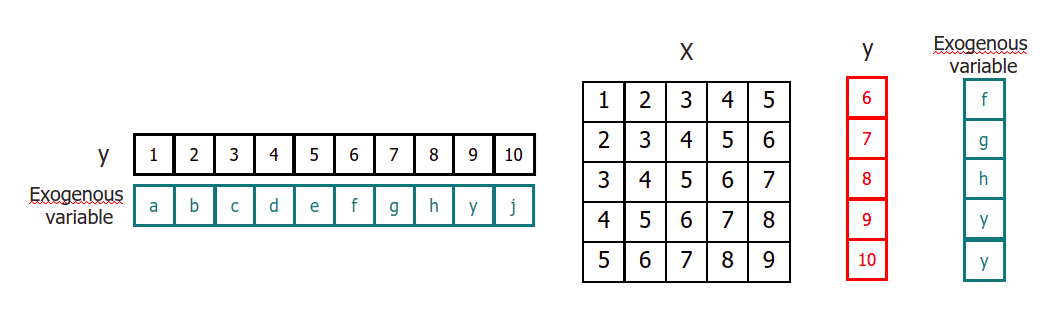 X
y
Exogenous
variable
1 2 3 4 5
6
f
2 3 4 5 6
7
g
y
1 2 3 4 5 6 7 8 9 10
3 4 5 6 7
8
h
Exogenous
variable
a b c d e f g h y j
4 5 6 7 8
9
y
5 6 7 8 9
10
y